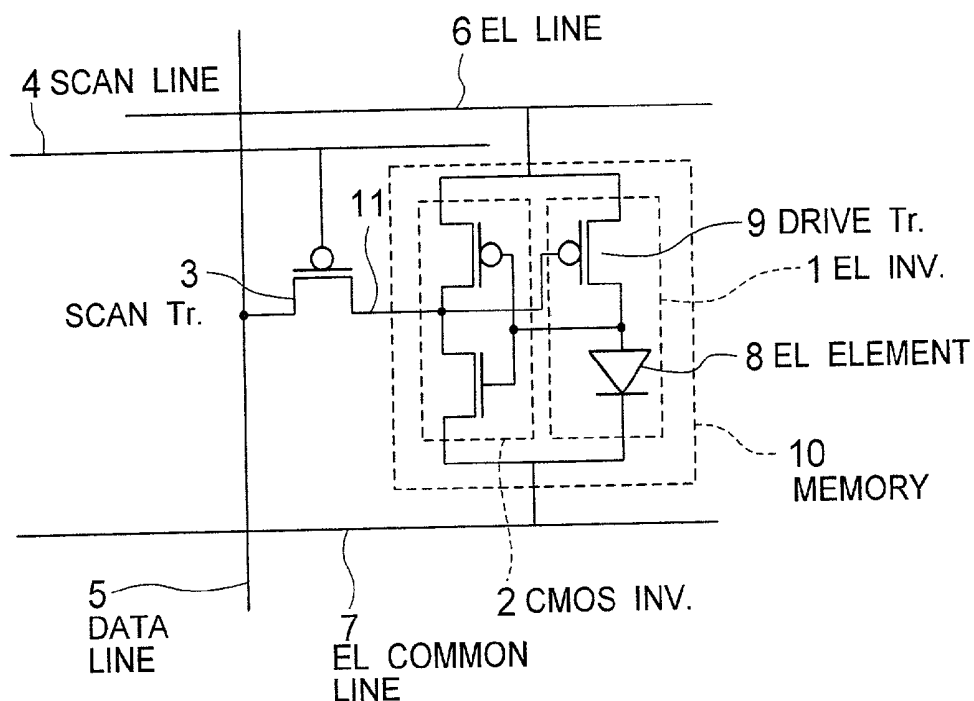 6 EL LINE
4 SCAN LINE
11
9 DRIVE Tr.
3
1 EL INV.
SCAN Tr.
8 EL ELEMENT
10
MEMORY
5
DATA
LINE
7
EL COMMON
LINE
2 CMOS INV.